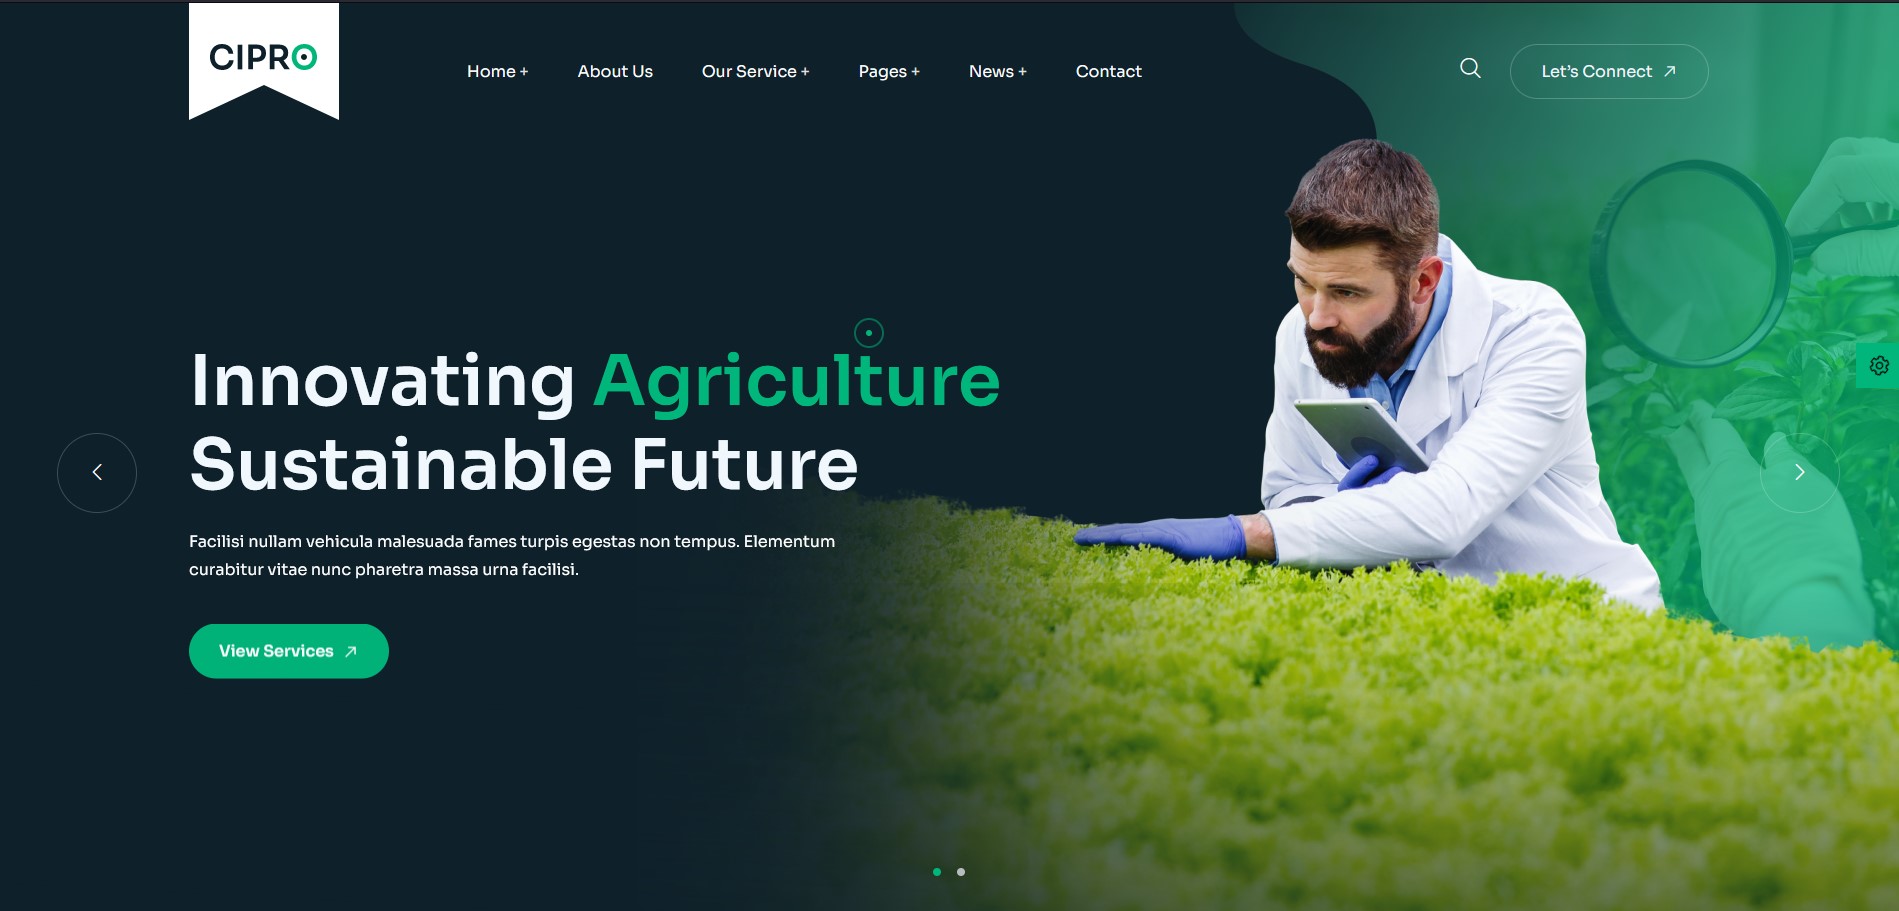 CIPRO
Home +
About Us
Our Service +
Pages +
News +
Contact
Let's Connect
Innovating Agriculture
Sustainable Future
Facilisi nullam vehicula malesuada fames turpis egestas non tempus. Elementum
curabitur vitae nunc pharetra massa urna facilisi.
View Services